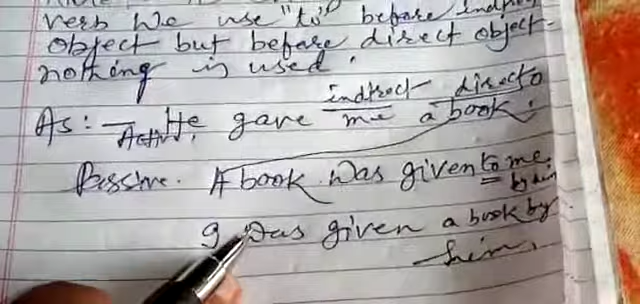 verb We use "to" before indirect
object but before direct object
nothing is used.
indirect direct o
As: — He gave me a book.
Active.
Passive. A book was given to me.
by him
I was given a book by
him.